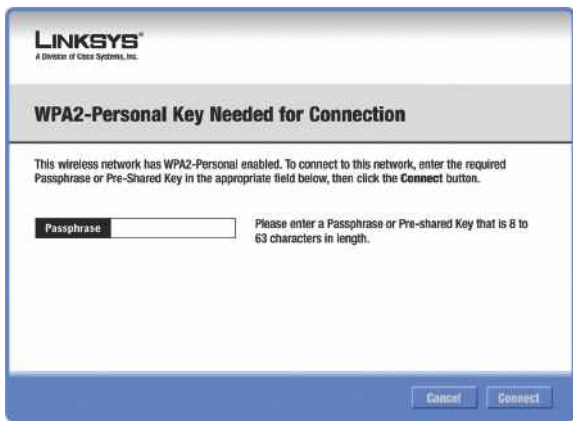 LINKSYS®
A Division of Cisco Systems, Inc.
WPA2-Personal Key Needed for Connection
This wireless network has WPA2-Personal enabled. To connect to this network, enter the required
Passphrase or Pre-Shared Key in the appropriate field below, then click the Connect button.
Passphrase
Please enter a Passphrase or Pre-shared Key that is 8 to
63 characters in length.
Cancel
Connect